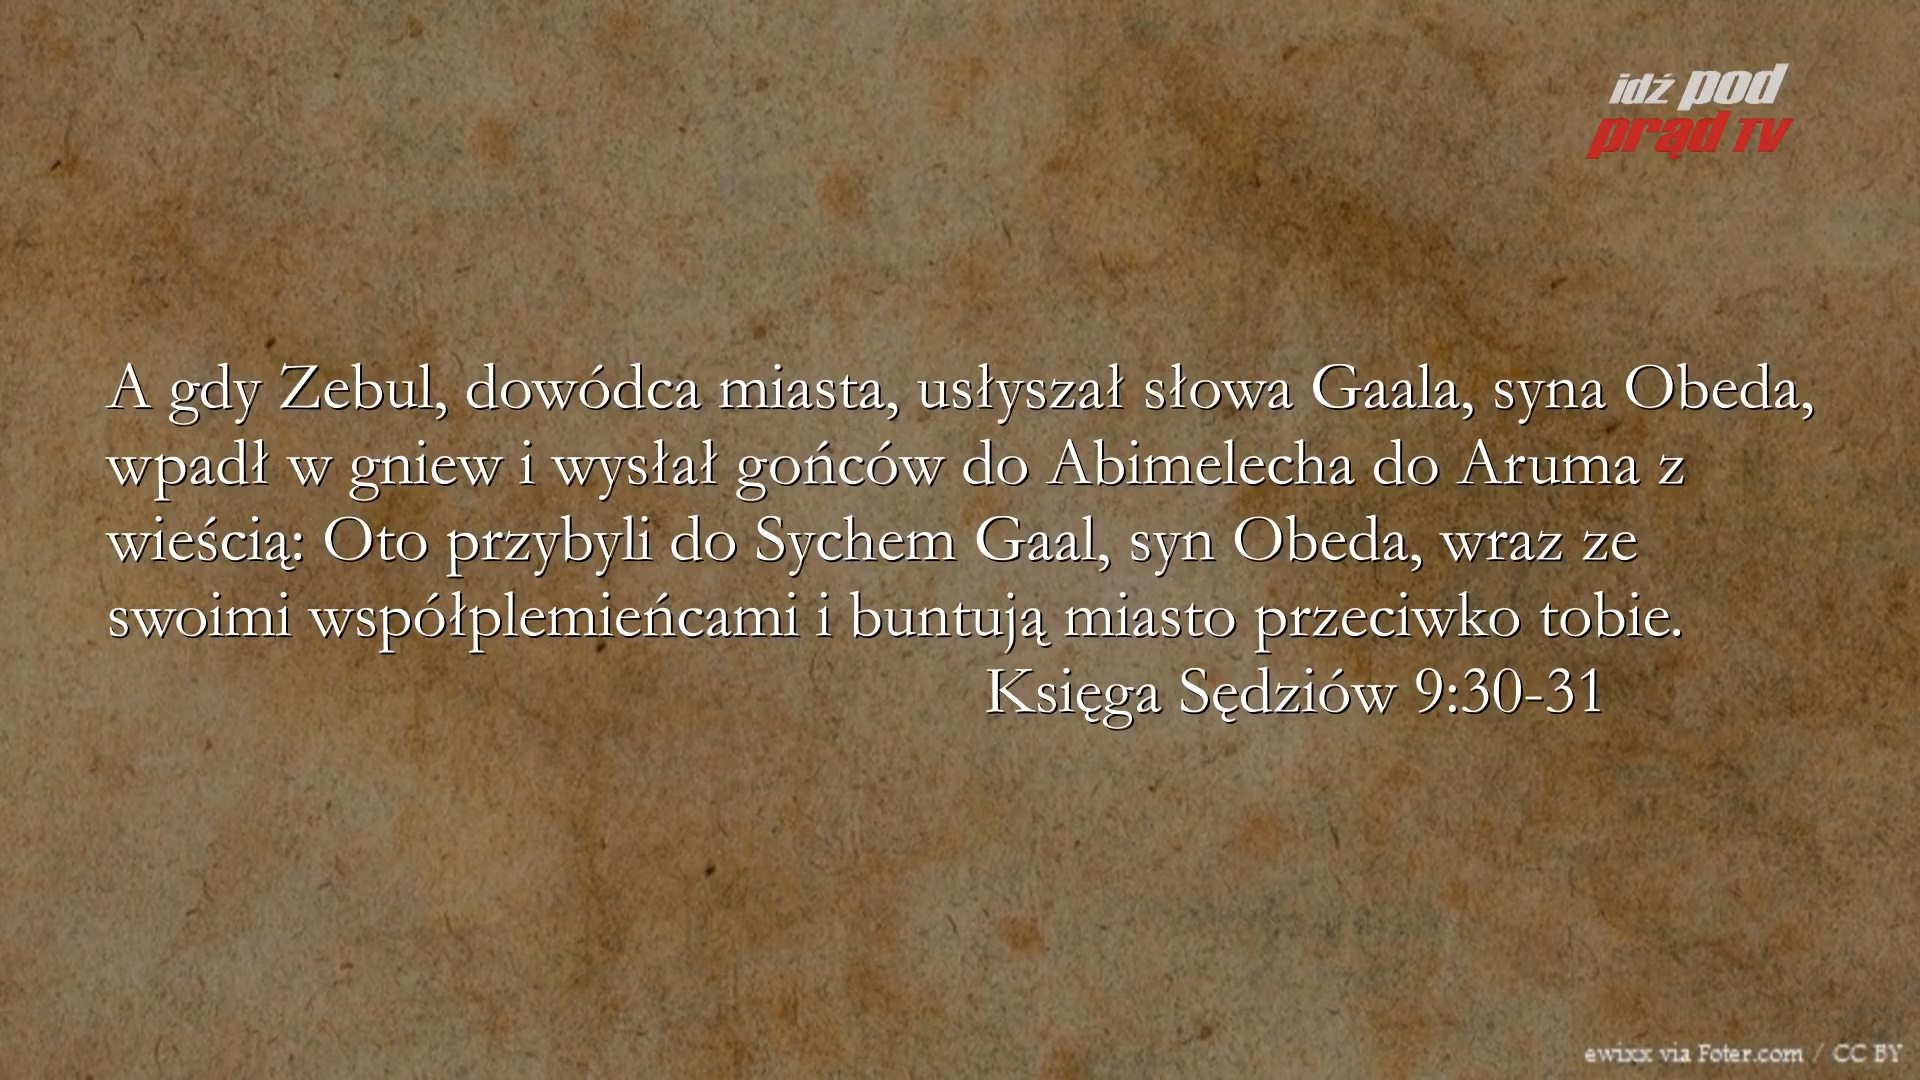 idź pod
prąd TV
A gdy Zebul, dowódca miasta, usłyszał słowa Gaala, syna Obeda,
wpadł w gniew i wysłał gońców do Abimelecha do Aruma z
wieścią: Oto przybyli do Sychem Gaal, syn Obeda, wraz ze
swoimi współplemieńcami i buntują miasto przeciwko tobie.
Księga Sędziów 9:30-31
ewixx via Foter.com / CC BY